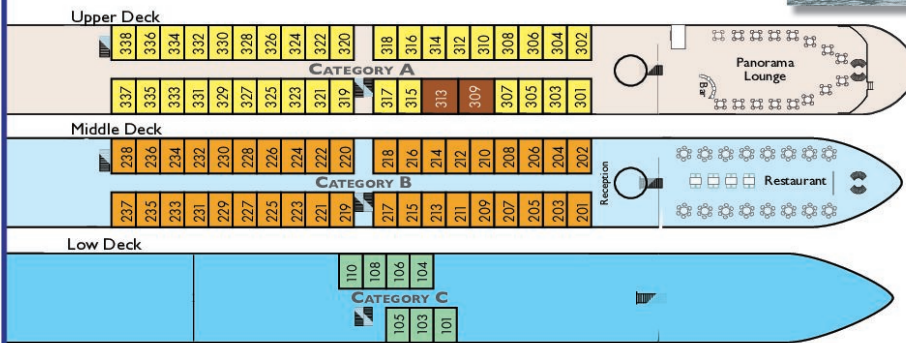 Upper Deck
338 336 334 332 330 328 326 324 322 320 318 316 314 312 310 308 306 304 302
CATEGORY A
Panorama
Lounge
Bar
337 335 333 331 329 327 325 323 321 319 317 315 313 309 307 305 303 301
Middle Deck
238 236 234 232 230 228 226 224 222 220 218 216 214 212 210 208 206 204 202
CATEGORY B
Reception
Restaurant
237 235 233 231 229 227 225 223 221 219 217 215 213 211 209 207 205 203 201
Low Deck
110 108 106 104
CATEGORY C
105 103 101